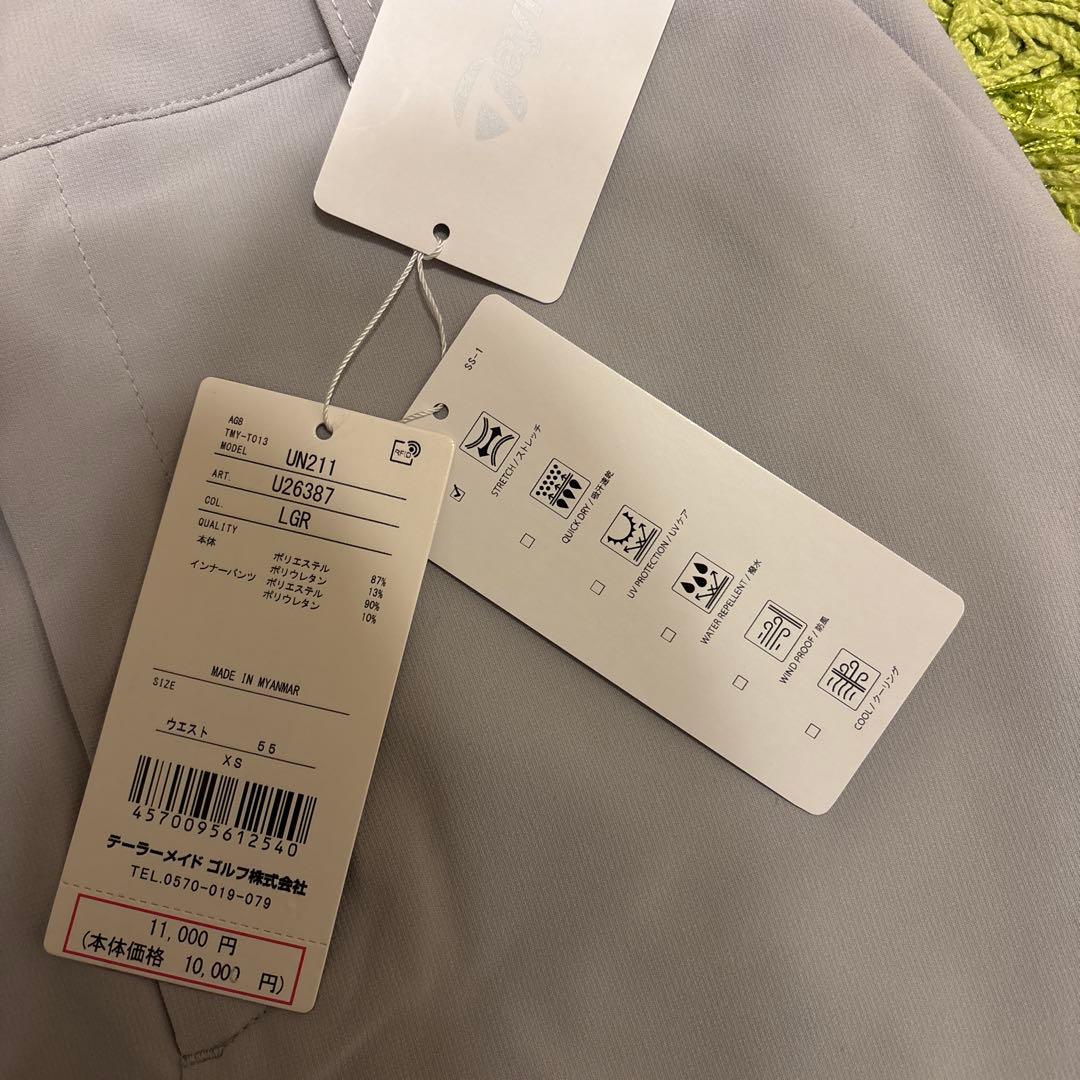 SS-1
STRETCH / ストレッチ
QUICK DRY / 吸汗速乾
UV PROTECTION / UVケア
WATER REPELLENT / 撥水
WIND PROOF / 防風
COOL / クーリング
AG8
TMY-T013
RFID
MODEL UN211
ART. U26387
COL. LGR
QUALITY
本体 ポリエステル 87%
ポリウレタン 13%
インナーパンツ ポリエステル 90%
ポリウレタン 10%
MADE IN MYANMAR
SIZE
ウエスト 55
XS
4570095612540
テーラーメイド ゴルフ株式会社
TEL.0570-019-079
11,000 円
(本体価格 10,000 円)